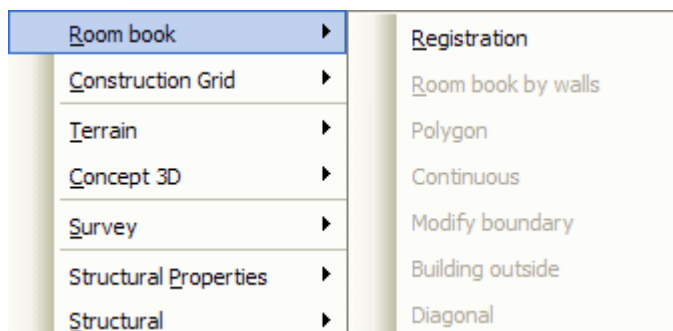 Room book
Construction Grid
Terrain
Concept 3D
Survey
Structural Properties
Structural
Registration
Room book by walls
Polygon
Continuous
Modify boundary
Building outside
Diagonal